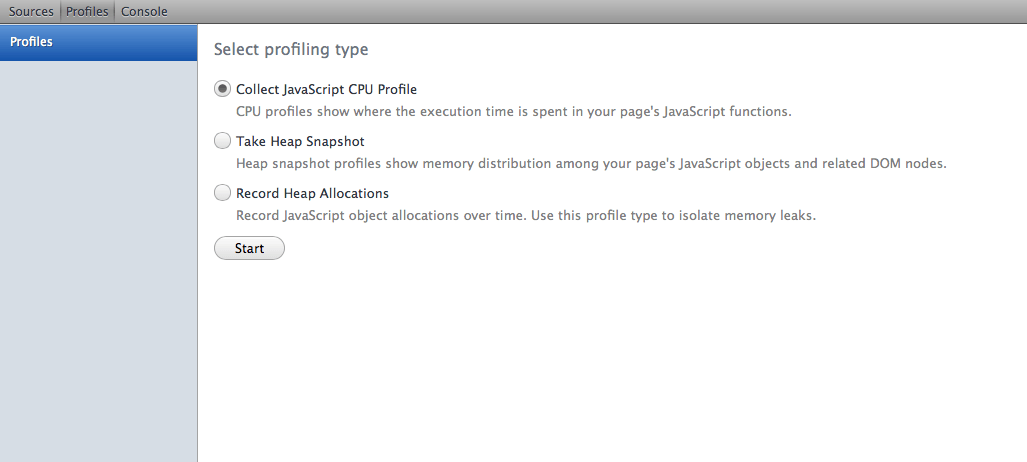 Sources Profiles Console
Profiles
Select profiling type
Collect JavaScript CPU Profile
CPU profiles show where the execution time is spent in your page's JavaScript functions.
Take Heap Snapshot
Heap snapshot profiles show memory distribution among your page's JavaScript objects and related DOM nodes.
Record Heap Allocations
Record JavaScript object allocations over time. Use this profile type to isolate memory leaks.
Start